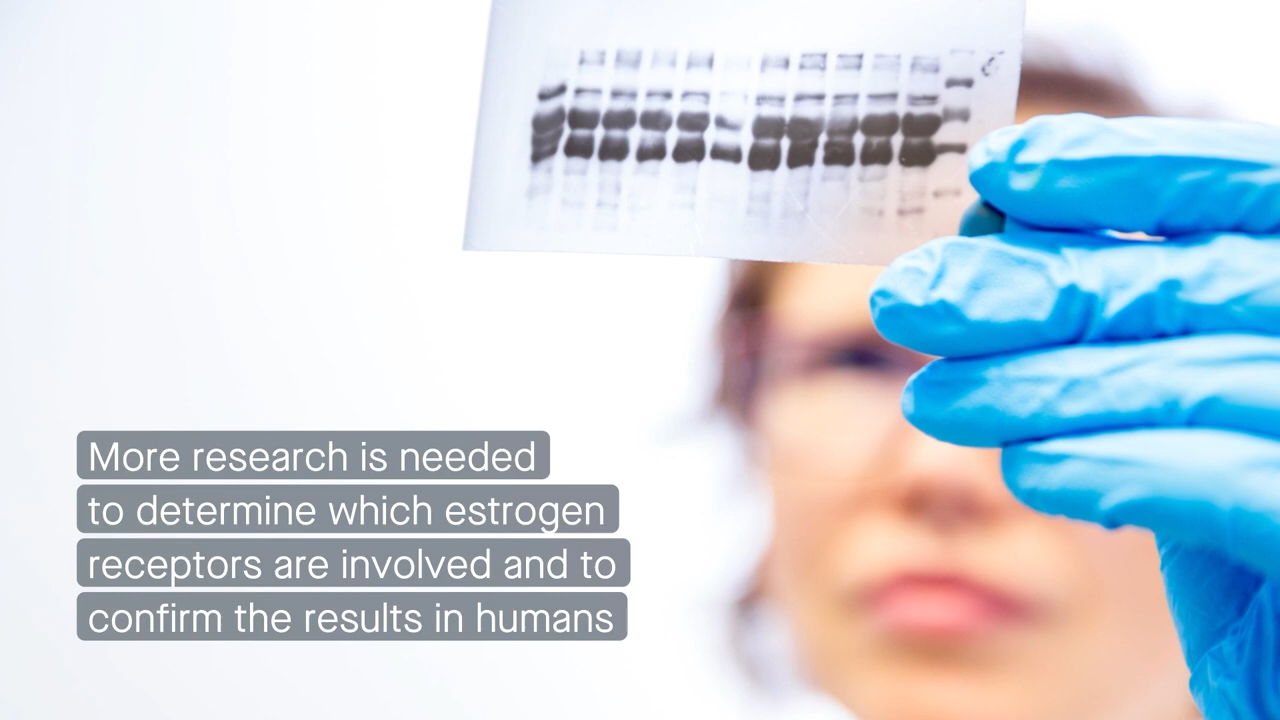 More research is needed
to determine which estrogen
receptors are involved and to
confirm the results in humans